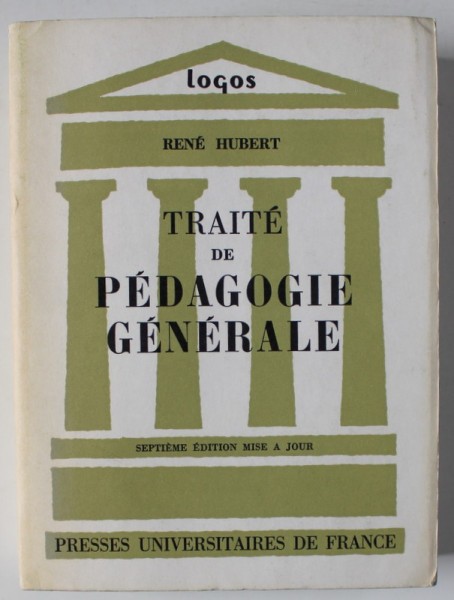 logos
RENÉ HUBERT
TRAITÉ
DE
PÉDAGOGIE
GÉNÉRALE
SEPTIÈME ÉDITION MISE A JOUR
PRESSES UNIVERSITAIRES DE FRANCE